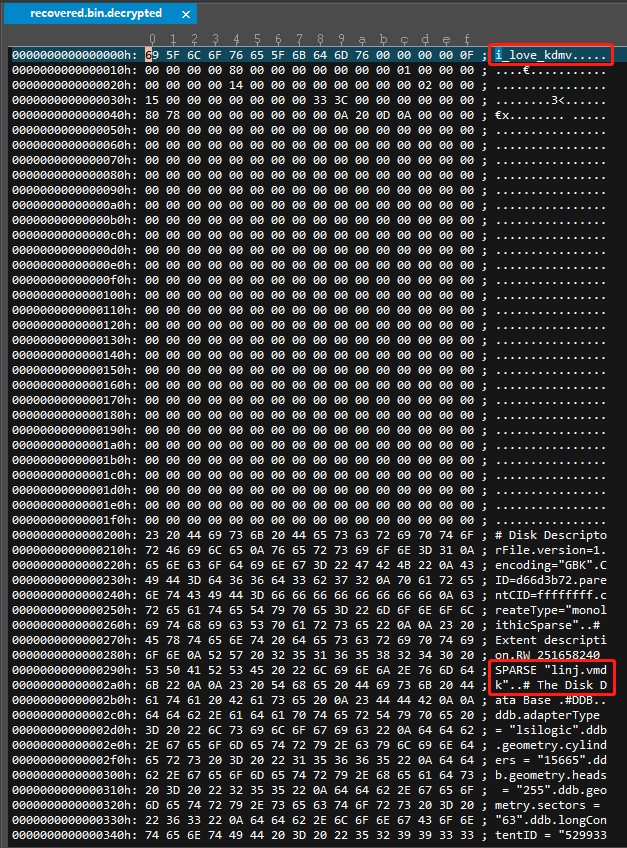 recovered.bin.decrypted ×
0 1 2 3 4 5 6 7 8 9 a b c d e f
0000000000000000h: 69 5F 6C 6F 76 65 5F 6B 64 6D 76 00 00 00 00 0F ; i_love_kdmv.....
0000000000000010h: 00 00 00 00 80 00 00 00 00 00 00 00 01 00 00 00 ; ....€...........
0000000000000020h: 00 00 00 00 14 00 00 00 00 00 00 00 02 00 00 00 ; ................
0000000000000030h: 15 00 00 00 00 00 00 00 33 3C 00 00 00 00 00 00 ; ........3<......
0000000000000040h: 80 78 00 00 00 00 00 00 00 0A 20 0D 0A 00 00 00 ; €x........ .....
0000000000000050h: 00 00 00 00 00 00 00 00 00 00 00 00 00 00 00 00 ; ................
0000000000000060h: 00 00 00 00 00 00 00 00 00 00 00 00 00 00 00 00 ; ................
0000000000000070h: 00 00 00 00 00 00 00 00 00 00 00 00 00 00 00 00 ; ................
0000000000000080h: 00 00 00 00 00 00 00 00 00 00 00 00 00 00 00 00 ; ................
0000000000000090h: 00 00 00 00 00 00 00 00 00 00 00 00 00 00 00 00 ; ................
00000000000000a0h: 00 00 00 00 00 00 00 00 00 00 00 00 00 00 00 00 ; ................
00000000000000b0h: 00 00 00 00 00 00 00 00 00 00 00 00 00 00 00 00 ; ................
00000000000000c0h: 00 00 00 00 00 00 00 00 00 00 00 00 00 00 00 00 ; ................
00000000000000d0h: 00 00 00 00 00 00 00 00 00 00 00 00 00 00 00 00 ; ................
00000000000000e0h: 00 00 00 00 00 00 00 00 00 00 00 00 00 00 00 00 ; ................
00000000000000f0h: 00 00 00 00 00 00 00 00 00 00 00 00 00 00 00 00 ; ................
0000000000000100h: 00 00 00 00 00 00 00 00 00 00 00 00 00 00 00 00 ; ................
0000000000000110h: 00 00 00 00 00 00 00 00 00 00 00 00 00 00 00 00 ; ................
0000000000000120h: 00 00 00 00 00 00 00 00 00 00 00 00 00 00 00 00 ; ................
0000000000000130h: 00 00 00 00 00 00 00 00 00 00 00 00 00 00 00 00 ; ................
0000000000000140h: 00 00 00 00 00 00 00 00 00 00 00 00 00 00 00 00 ; ................
0000000000000150h: 00 00 00 00 00 00 00 00 00 00 00 00 00 00 00 00 ; ................
0000000000000160h: 00 00 00 00 00 00 00 00 00 00 00 00 00 00 00 00 ; ................
0000000000000170h: 00 00 00 00 00 00 00 00 00 00 00 00 00 00 00 00 ; ................
0000000000000180h: 00 00 00 00 00 00 00 00 00 00 00 00 00 00 00 00 ; ................
0000000000000190h: 00 00 00 00 00 00 00 00 00 00 00 00 00 00 00 00 ; ................
00000000000001a0h: 00 00 00 00 00 00 00 00 00 00 00 00 00 00 00 00 ; ................
00000000000001b0h: 00 00 00 00 00 00 00 00 00 00 00 00 00 00 00 00 ; ................
00000000000001c0h: 00 00 00 00 00 00 00 00 00 00 00 00 00 00 00 00 ; ................
00000000000001d0h: 00 00 00 00 00 00 00 00 00 00 00 00 00 00 00 00 ; ................
00000000000001e0h: 00 00 00 00 00 00 00 00 00 00 00 00 00 00 00 00 ; ................
00000000000001f0h: 00 00 00 00 00 00 00 00 00 00 00 00 00 00 00 00 ; ................
0000000000000200h: 23 20 44 69 73 6B 20 44 65 73 63 72 69 70 74 6F ; # Disk Descripto
0000000000000210h: 72 46 69 6C 65 0A 76 65 72 73 69 6F 6E 3D 31 0A ; rFile.version=1.
0000000000000220h: 65 6E 63 6F 64 69 6E 67 3D 22 47 42 4B 22 0A 43 ; encoding="GBK".C
0000000000000230h: 49 44 3D 64 36 36 64 33 62 37 32 0A 70 61 72 65 ; ID=d66d3b72.pare
0000000000000240h: 6E 74 43 49 44 3D 66 66 66 66 66 66 66 66 0A 63 ; ntCID=ffffffff.c
0000000000000250h: 72 65 61 74 65 54 79 70 65 3D 22 6D 6F 6E 6F 6C ; reateType="monol
0000000000000260h: 69 74 68 69 63 53 70 61 72 73 65 22 0A 0A 23 20 ; ithicSparse"..#
0000000000000270h: 45 78 74 65 6E 74 20 64 65 73 63 72 69 70 74 69 ; Extent descripti
0000000000000280h: 6F 6E 0A 52 57 20 32 35 31 36 35 38 32 34 30 20 ; on.RW 251658240
0000000000000290h: 53 50 41 52 53 45 20 22 6C 69 6E 6A 2E 76 6D 64 ; SPARSE "linj.vmd
00000000000002a0h: 6B 22 0A 0A 23 20 54 68 65 20 44 69 73 6B 20 44 ; k"..# The Disk D
00000000000002b0h: 61 74 61 20 42 61 73 65 20 0A 23 44 44 42 0A 0A ; ata Base .#DDB..
00000000000002c0h: 64 64 62 2E 61 64 61 70 74 65 72 54 79 70 65 20 ; ddb.adapterType
00000000000002d0h: 3D 20 22 6C 73 69 6C 6F 67 69 63 22 0A 64 64 62 ; = "lsilogic".ddb
00000000000002e0h: 2E 67 65 6F 6D 65 74 72 79 2E 63 79 6C 69 6E 64 ; .geometry.cylind
00000000000002f0h: 65 72 73 20 3D 20 22 31 35 36 36 35 22 0A 64 64 ; ers = "15665".dd
0000000000000300h: 62 2E 67 65 6F 6D 65 74 72 79 2E 68 65 61 64 73 ; b.geometry.heads
0000000000000310h: 20 3D 20 22 32 35 35 22 0A 64 64 62 2E 67 65 6F ; = "255".ddb.geo
0000000000000320h: 6D 65 74 72 79 2E 73 65 63 74 6F 72 73 20 3D 20 ; metry.sectors =
0000000000000330h: 22 36 33 22 0A 64 64 62 2E 6C 6F 6E 67 43 6F 6E ; "63".ddb.longCon
0000000000000340h: 74 65 6E 74 49 44 20 3D 20 22 35 32 39 39 33 33 ; tentID = "529933